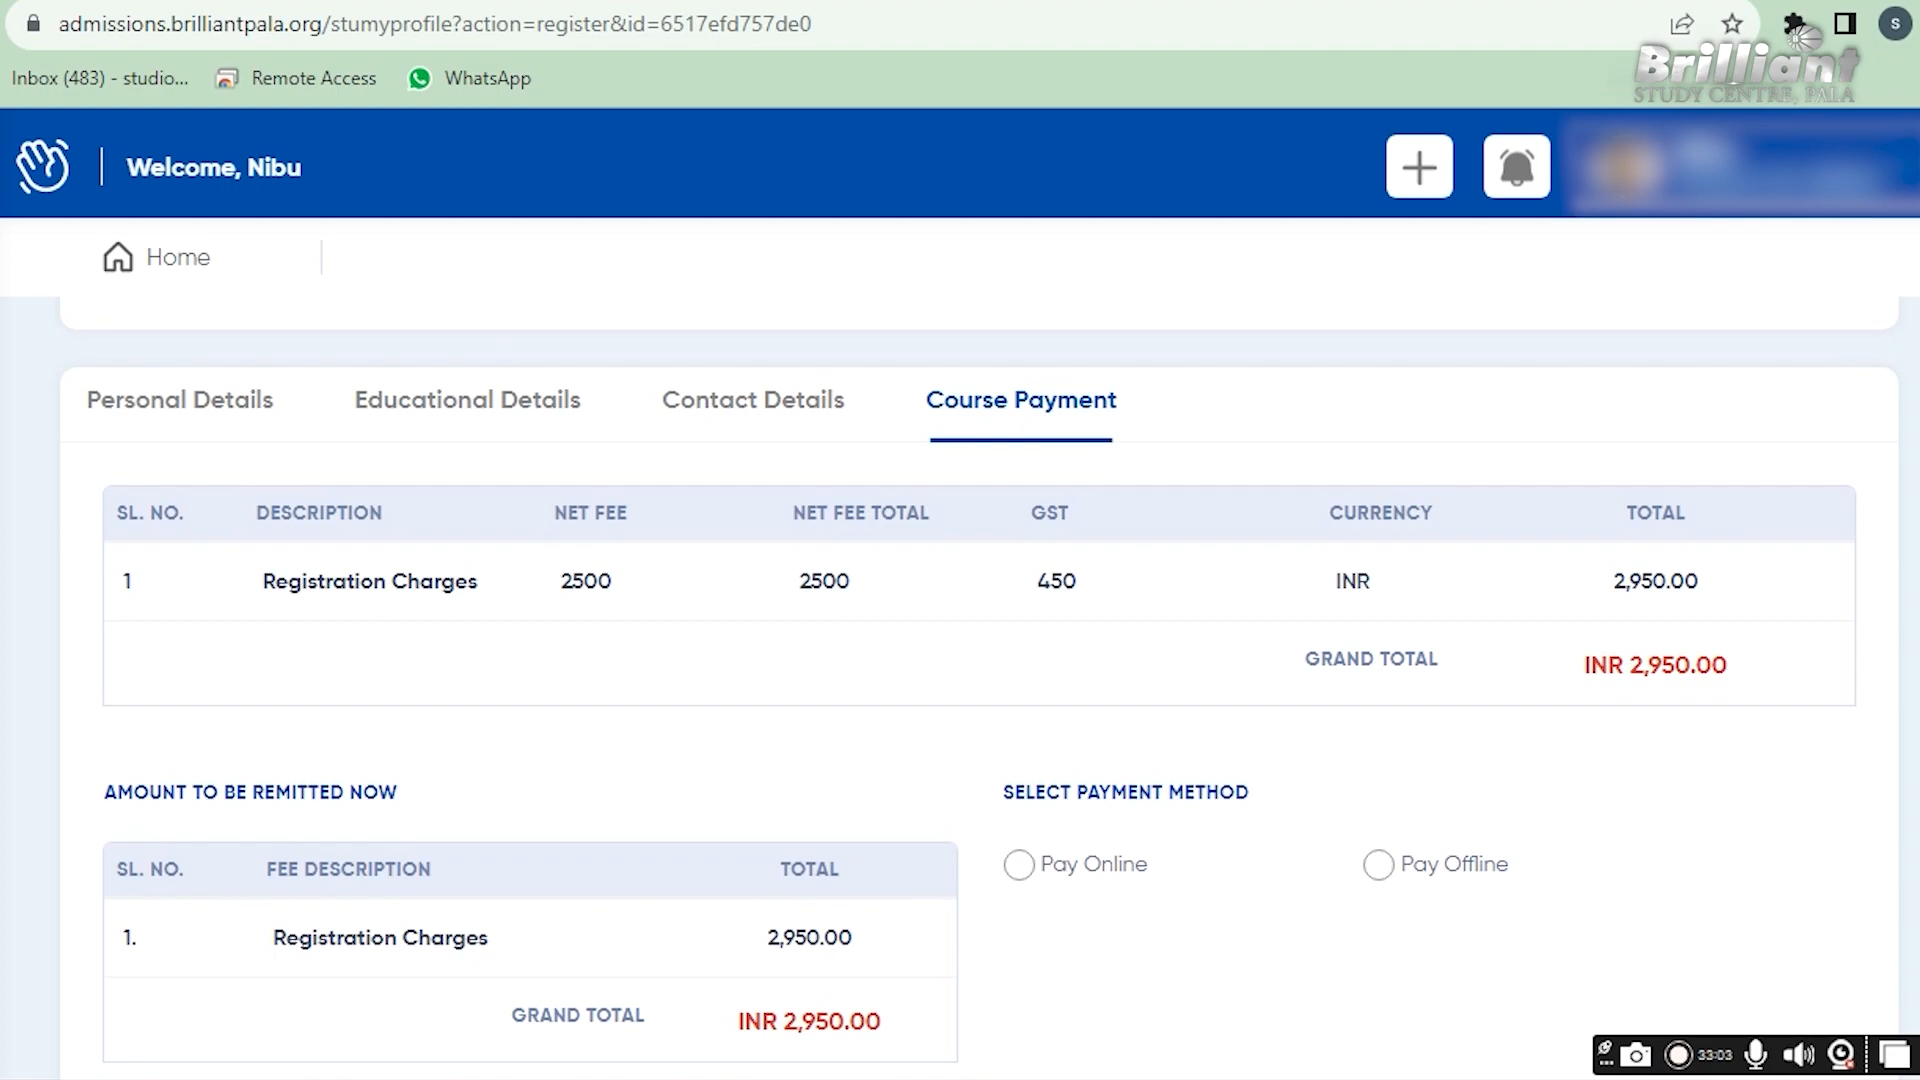 admissions.brilliantpala.org/stumyprofile?action=register&id=6517efd757de0
S
Inbox (483) - studio... Remote Access WhatsApp
Brilliant
STUDY CENTRE, PALA
Welcome, Nibu
Home
Personal Details Educational Details Contact Details Course Payment
SL. NO. DESCRIPTION NET FEE NET FEE TOTAL GST CURRENCY TOTAL
1 Registration Charges 2500 2500 450 INR 2,950.00
GRAND TOTAL INR 2,950.00
AMOUNT TO BE REMITTED NOW
SELECT PAYMENT METHOD
Pay Online Pay Offline
SL. NO. FEE DESCRIPTION TOTAL
1. Registration Charges 2,950.00
GRAND TOTAL INR 2,950.00
33:03